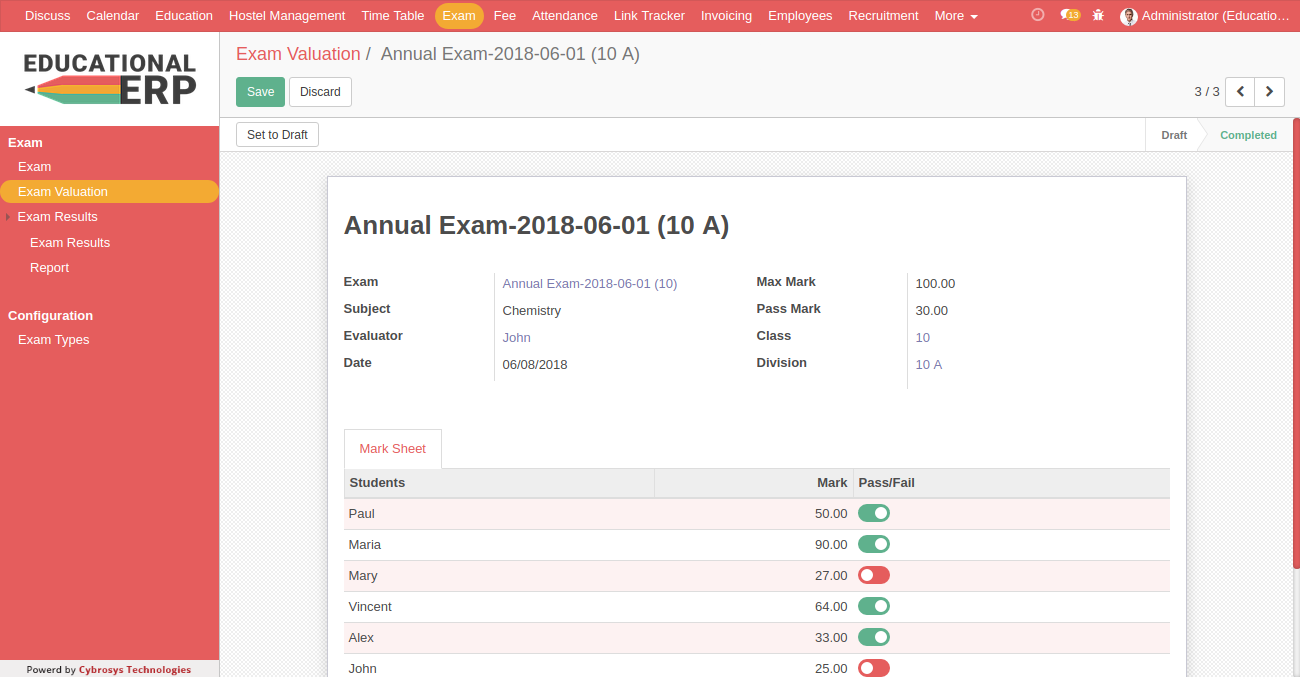 Discuss Calendar Education Hostel Management Time Table Exam Fee Attendance Link Tracker Invoicing Employees Recruitment More 13 Administrator (Educatio...
EDUCATIONAL
ERP
Exam Valuation / Annual Exam-2018-06-01 (10 A)
Save Discard 3 / 3
Set to Draft Draft Completed
Exam
Exam
Exam Valuation
Exam Results
Exam Results
Report
Configuration
Exam Types
Powerd by Cybrosys Technologies
Annual Exam-2018-06-01 (10 A)
Exam Annual Exam-2018-06-01 (10) Max Mark 100.00
Subject Chemistry Pass Mark 30.00
Evaluator John Class 10
Date 06/08/2018 Division 10 A
Mark Sheet
Students Mark Pass/Fail
Paul 50.00
Maria 90.00
Mary 27.00
Vincent 64.00
Alex 33.00
John 25.00